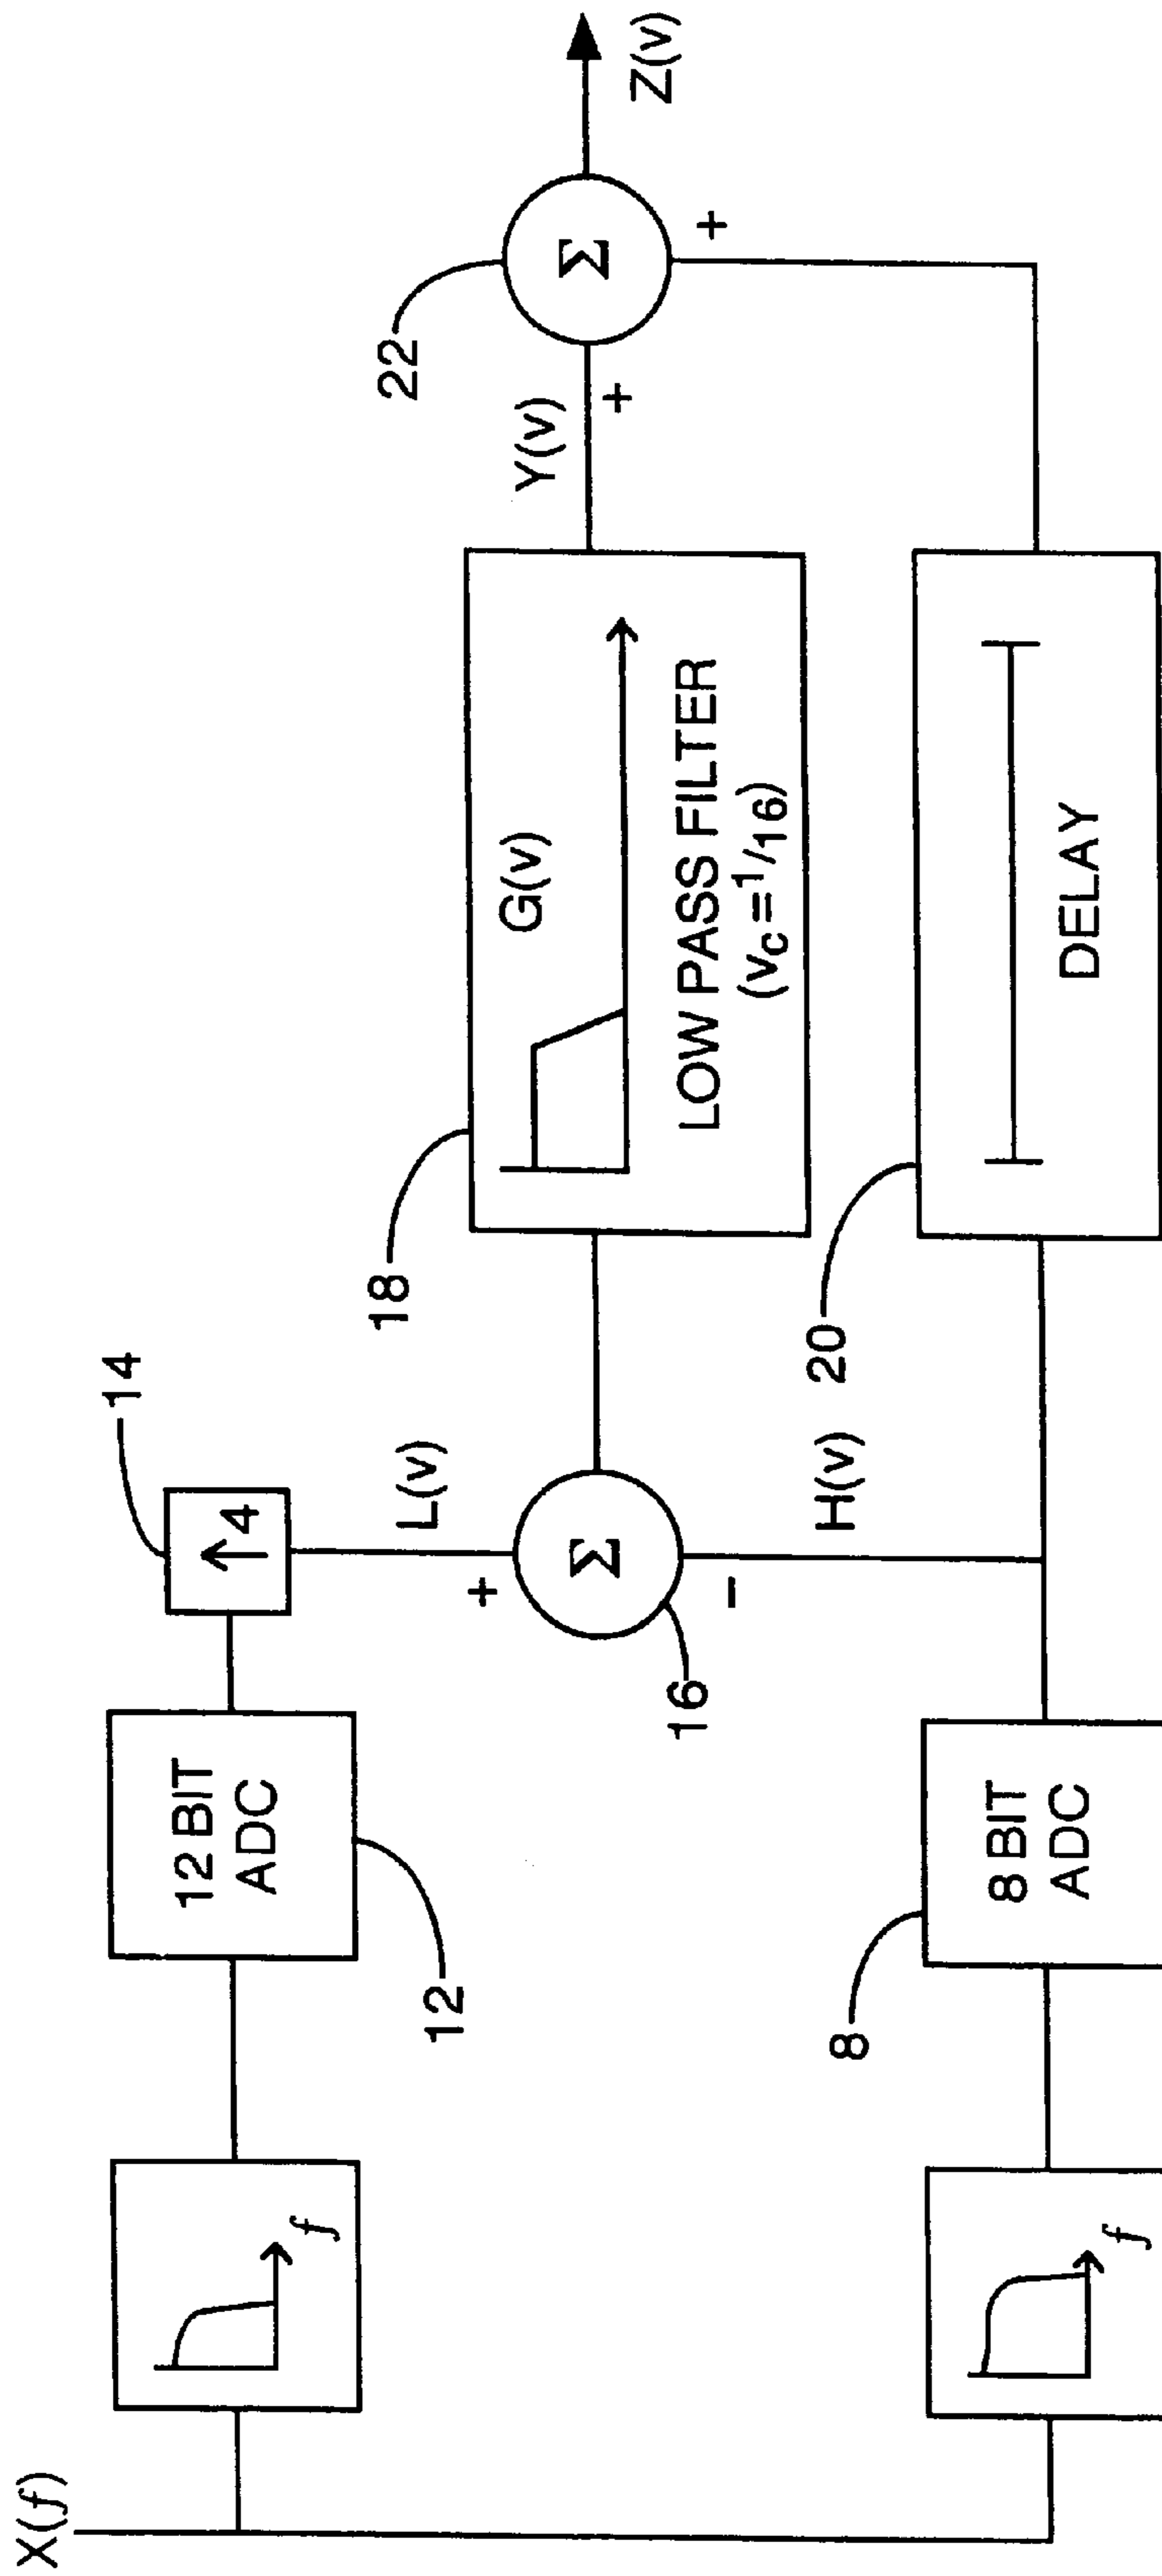 X(f)
f
12 BIT
ADC
12
↑4
14
L(v)
+
Σ
16
−
H(v)
f
8 BIT
ADC
8
18
G(v)
LOW PASS FILTER
(vc=1/16)
20
DELAY
Y(v)
+
22
Σ
+
Z(v)